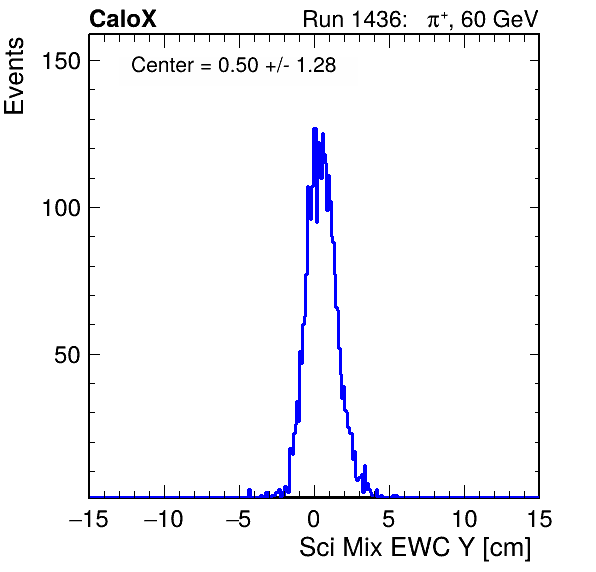 CaloX Run 1436: π⁺, 60 GeV
Center = 0.50 +/- 1.28
Events
150
100
50
−15 −10 −5 0 5 10 15
Sci Mix EWC Y [cm]